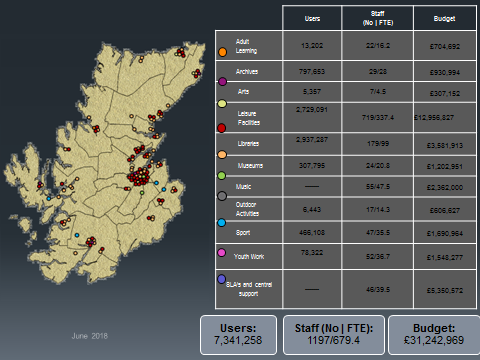 Users Staff Budget
(No | FTE)
Adult
Learning 13,202 22/16.2 £704,692
Archives 797,653 29/28 £930,994
Arts 5,357 7/4.5 £307,152
Leisure
Facilities 2,729,091 719/337.4 £12,956,827
Libraries 2,937,287 179/99 £3,581,913
Museums 307,795 24/20.8 £1,202,951
Music ------ 55/47.5 £2,362,000
Outdoor
Activities 6,443 17/14.3 £606,627
Sport 466,108 47/35.5 £1,690,964
Youth Work 78,322 52/36.7 £1,548,277
SLA's and central
support ------ 46/39.5 £5,350,572
June 2018
Users: Staff (No | FTE): Budget:
7,341,258 1197/679.4 £31,242,969